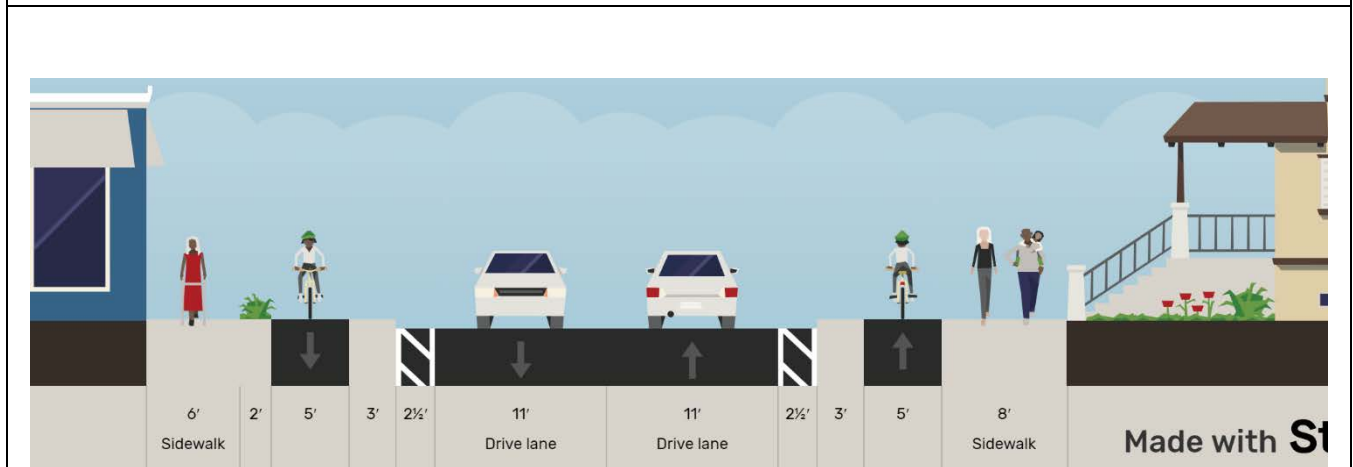 6′ 2′ 5′ 3′ 2½′ 11′ 11′ 2½′ 3′ 5′ 8′
Sidewalk Drive lane Drive lane Sidewalk
Made with